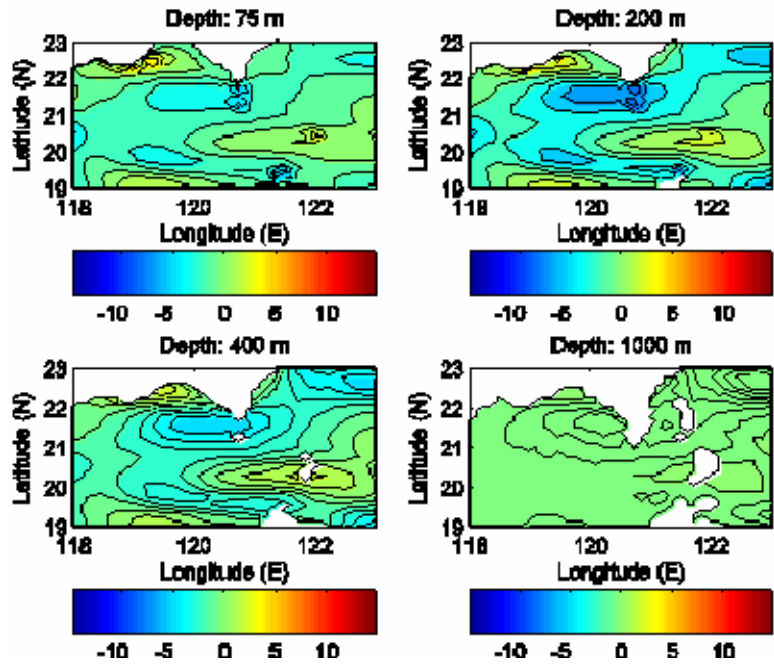 Depth: 75 m
Depth: 200 m
23
22
21
20
19
Latitude (N)
118 120 122
Longitude (E)
23
22
21
20
19
Latitude (N)
118 120 122
Longitude (E)
-10 -5 0 5 10
-10 -5 0 5 10
Depth: 400 m
Depth: 1000 m
23
22
21
20
19
Latitude (N)
118 120 122
Longitude (E)
23
22
21
20
19
Latitude (N)
118 120 122
Longitude (E)
-10 -5 0 5 10
-10 -5 0 5 10